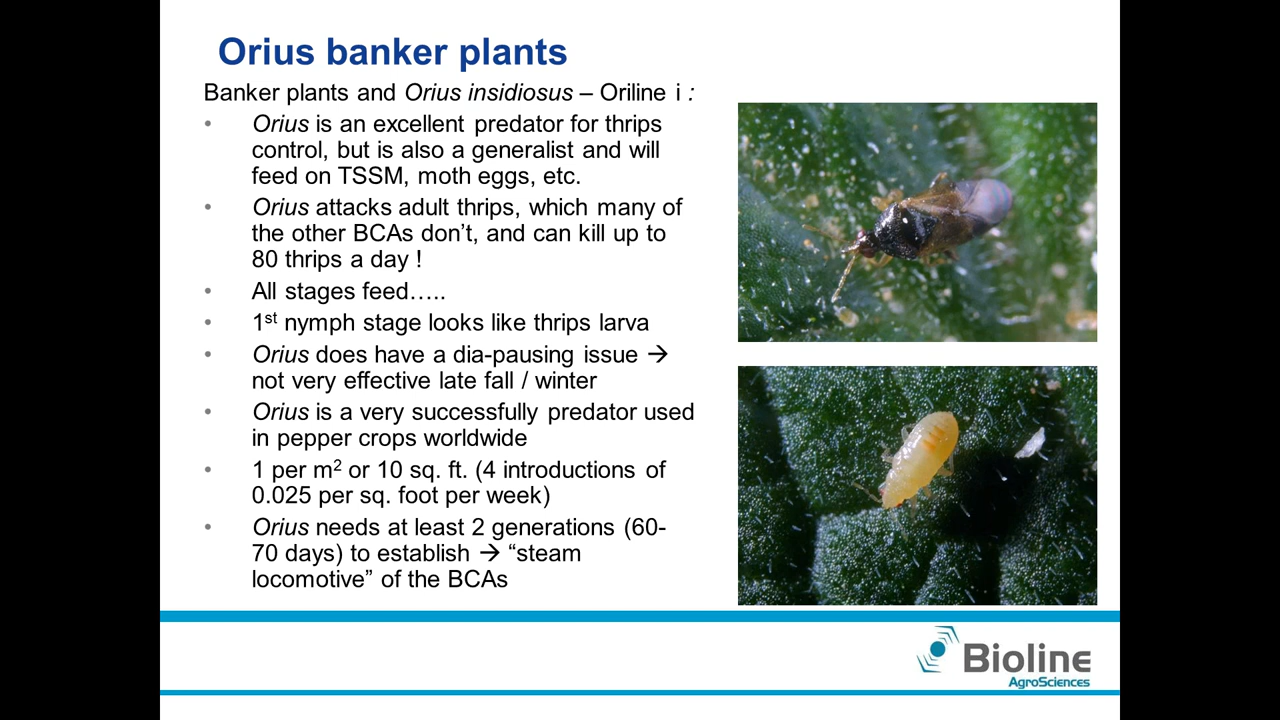 Orius banker plants
Banker plants and Orius insidiosus – Oriline i :
• Orius is an excellent predator for thrips
control, but is also a generalist and will
feed on TSSM, moth eggs, etc.
• Orius attacks adult thrips, which many of
the other BCAs don’t, and can kill up to
80 thrips a day !
• All stages feed…..
• 1st nymph stage looks like thrips larva
• Orius does have a dia-pausing issue →
not very effective late fall / winter
• Orius is a very successfully predator used
in pepper crops worldwide
• 1 per m² or 10 sq. ft. (4 introductions of
0.025 per sq. foot per week)
• Orius needs at least 2 generations (60-
70 days) to establish → “steam
locomotive” of the BCAs
Bioline
AgroSciences